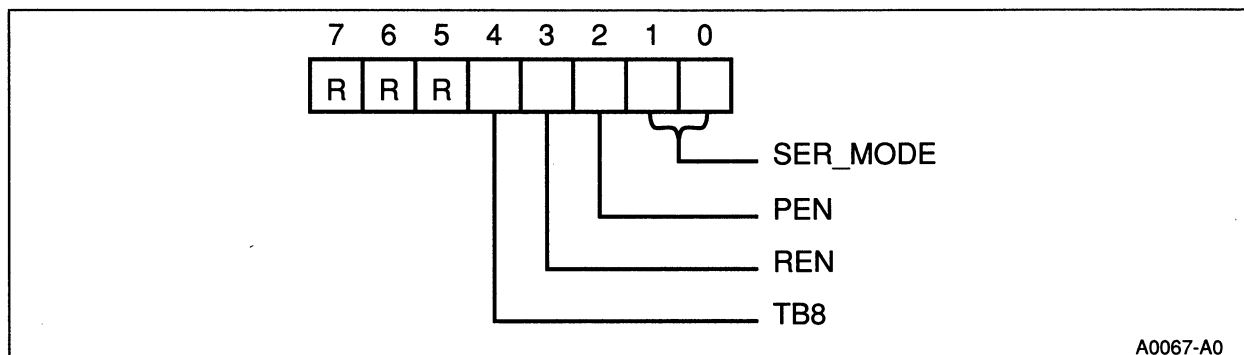 7 6 5 4 3 2 1 0
R R R
SER_MODE
PEN
REN
TB8
A0067-A0